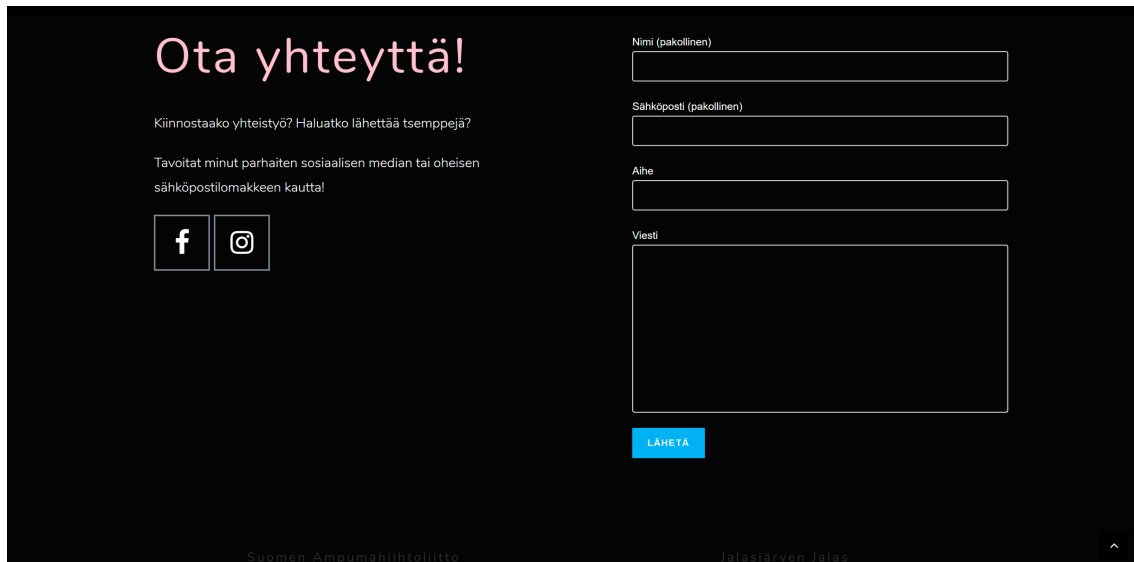 Ota yhteyttä!
Kiinnostaako yhteistyö? Haluatko lähettää tsemppejä?
Tavoitat minut parhaiten sosiaalisen median tai oheisen
sähköpostilomakkeen kautta!
Nimi (pakollinen)
Sähköposti (pakollinen)
Aihe
Viesti
LÄHETÄ
Suomen Ampumahiihtoliitto
Jalasjärven Jalas